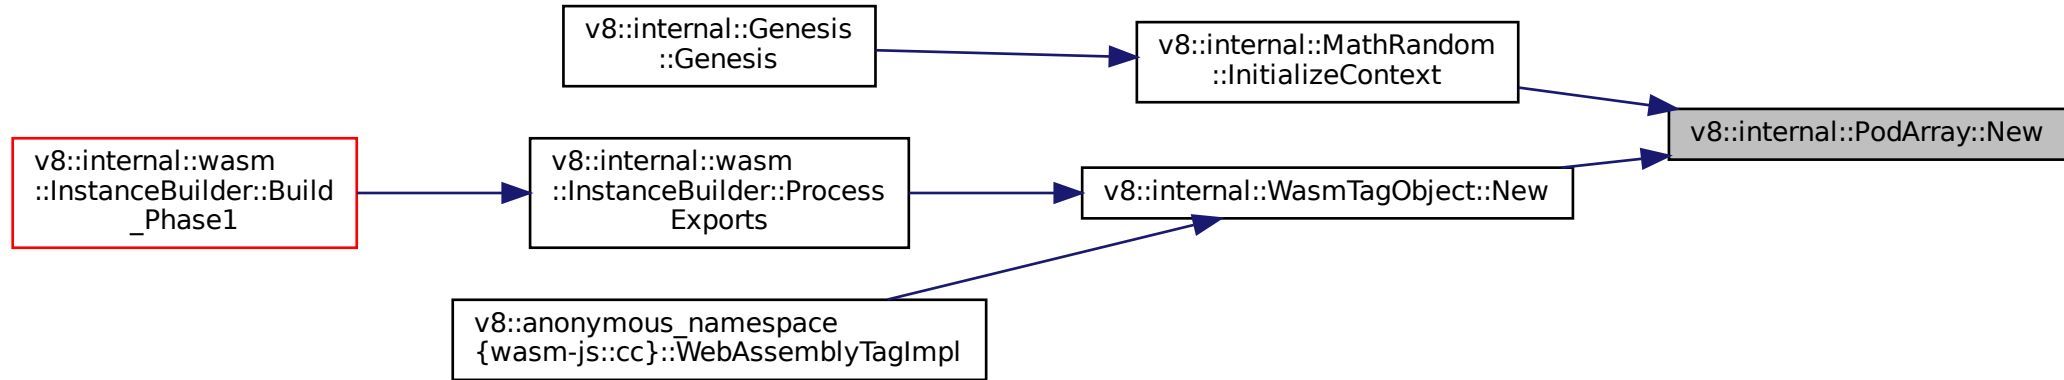 v8::internal::Genesis
::Genesis
v8::internal::MathRandom
::InitializeContext
v8::internal::PodArray::New
v8::internal::wasm
::InstanceBuilder::Build
_Phase1
v8::internal::wasm
::InstanceBuilder::Process
Exports
v8::internal::WasmTagObject::New
v8::anonymous_namespace
{wasm-js::cc}::WebAssemblyTagImpl